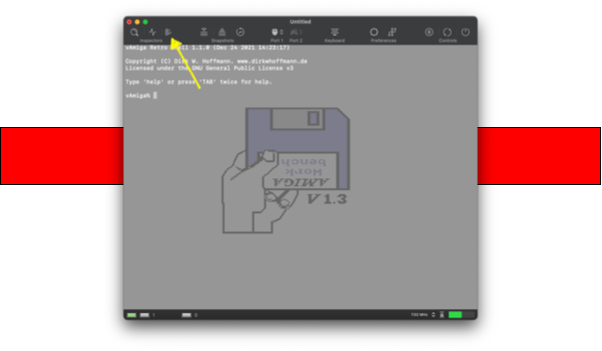 Untitled
Inspectors Snapshots Port 1 Port 2 Keyboard Preferences Controls
vAmiga Retro Shell 1.1.0 (Dec 24 2021 14:23:17)
Copyright (C) Dirk W. Hoffmann. www.dirkwhoffmann.de
Licensed under the GNU General Public License v3
Type 'help' or press 'TAB' twice for help.
vAmiga%
AMIGA
Work
bench
V1.3